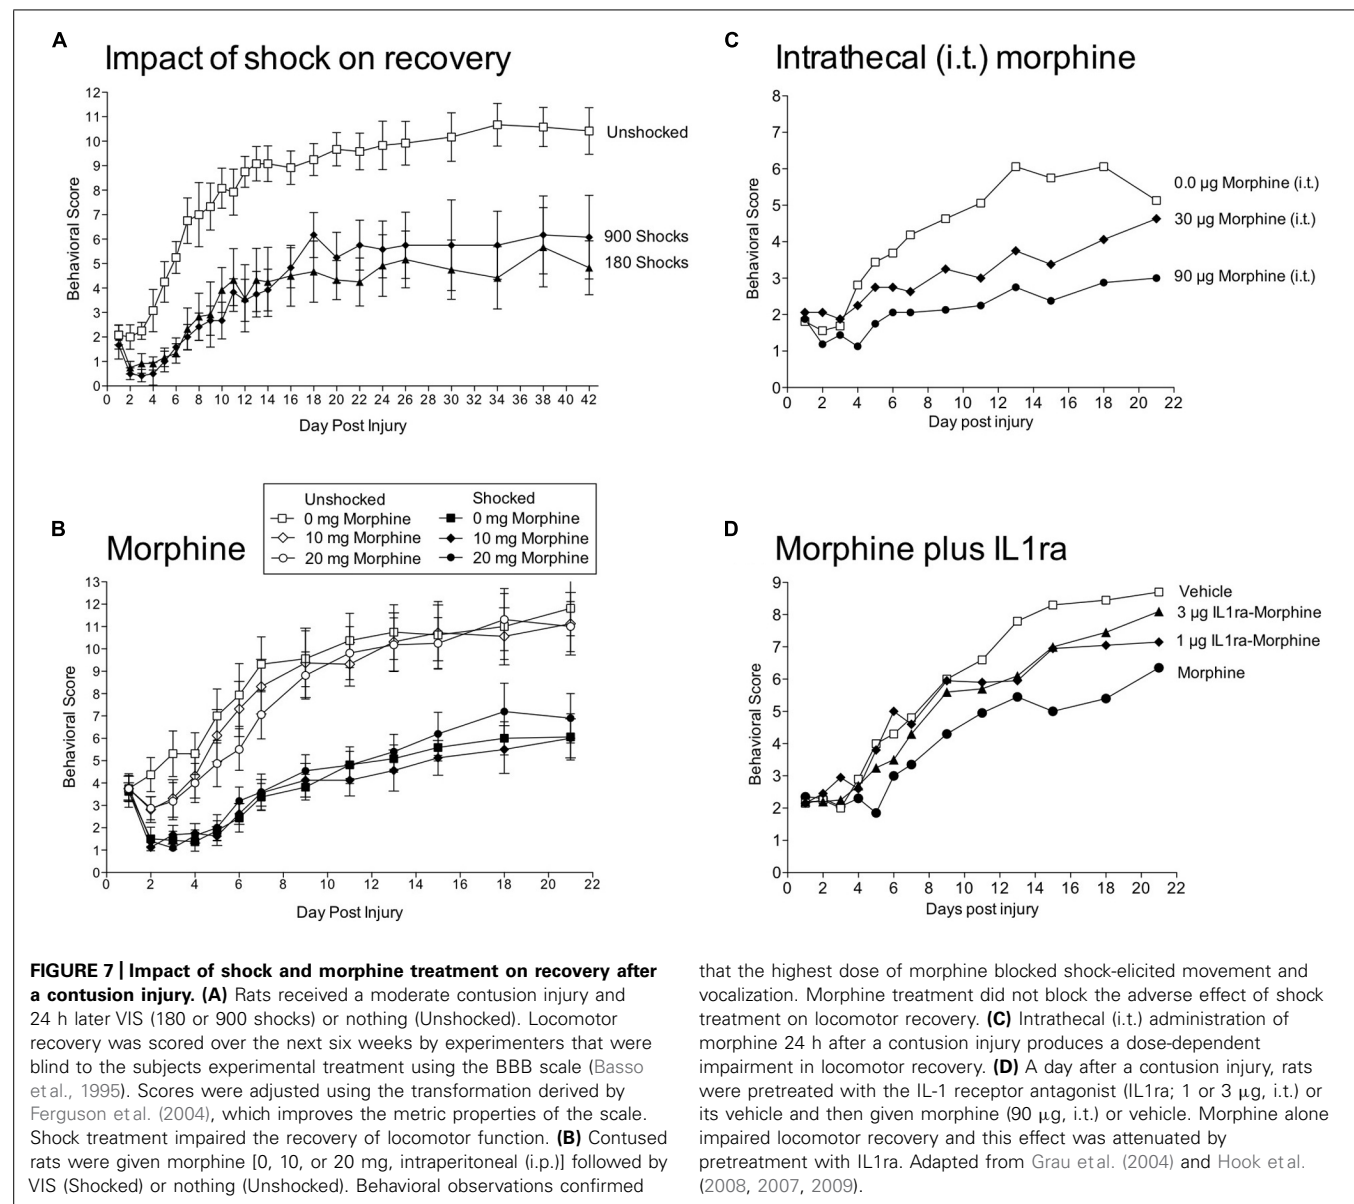 A
Impact of shock on recovery
12
11
10
9
8
7
6
5
4
3
2
1
0
Behavioral Score
Unshocked
900 Shocks
180 Shocks
0 2 4 6 8 10 12 14 16 18 20 22 24 26 28 30 32 34 36 38 40 42
Day Post Injury
C
Intrathecal (i.t.) morphine
8
7
6
5
4
3
2
1
0
Behavioral Score
0.0 µg Morphine (i.t.)
30 µg Morphine (i.t.)
90 µg Morphine (i.t.)
0 2 4 6 8 10 12 14 16 18 20 22
Day post injury
B
Morphine
Unshocked Shocked
0 mg Morphine 0 mg Morphine
10 mg Morphine 10 mg Morphine
20 mg Morphine 20 mg Morphine
13
12
11
10
9
8
7
6
5
4
3
2
1
0
Behavioral Score
2 4 6 8 10 12 14 16 18 20 22
Day Post Injury
D
Morphine plus IL1ra
9
8
7
6
5
4
3
2
1
0
Behavioral Score
Vehicle
3 µg IL1ra-Morphine
1 µg IL1ra-Morphine
Morphine
0 2 4 6 8 10 12 14 16 18 20 22
Days post injury
FIGURE 7 | Impact of shock and morphine treatment on recovery after
a contusion injury. (A) Rats received a moderate contusion injury and
24 h later VIS (180 or 900 shocks) or nothing (Unshocked). Locomotor
recovery was scored over the next six weeks by experimenters that were
blind to the subjects experimental treatment using the BBB scale (Basso
et al., 1995). Scores were adjusted using the transformation derived by
Ferguson et al. (2004), which improves the metric properties of the scale.
Shock treatment impaired the recovery of locomotor function. (B) Contused
rats were given morphine [0, 10, or 20 mg, intraperitoneal (i.p.)] followed by
VIS (Shocked) or nothing (Unshocked). Behavioral observations confirmed
that the highest dose of morphine blocked shock-elicited movement and
vocalization. Morphine treatment did not block the adverse effect of shock
treatment on locomotor recovery. (C) Intrathecal (i.t.) administration of
morphine 24 h after a contusion injury produces a dose-dependent
impairment in locomotor recovery. (D) A day after a contusion injury, rats
were pretreated with the IL-1 receptor antagonist (IL1ra; 1 or 3 µg, i.t.) or
its vehicle and then given morphine (90 µg, i.t.) or vehicle. Morphine alone
impaired locomotor recovery and this effect was attenuated by
pretreatment with IL1ra. Adapted from Grau et al. (2004) and Hook et al.
(2008, 2007, 2009).